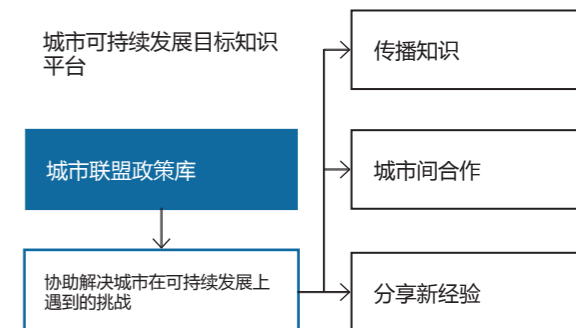 城市可持续发展目标知识
平台
传播知识
城市联盟政策库
城市间合作
协助解决城市在可持续发展上
遇到的挑战
分享新经验